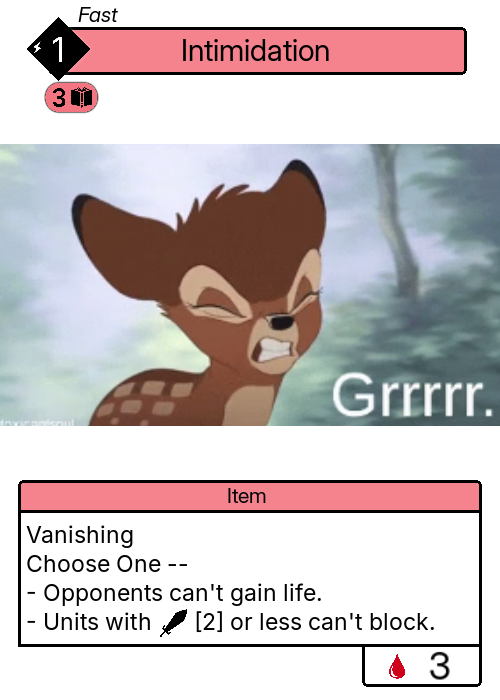 Fast
1 Intimidation
3
Grrrrr.
Item
Vanishing
Choose One --
- Opponents can't gain life.
- Units with [2] or less can't block.
3